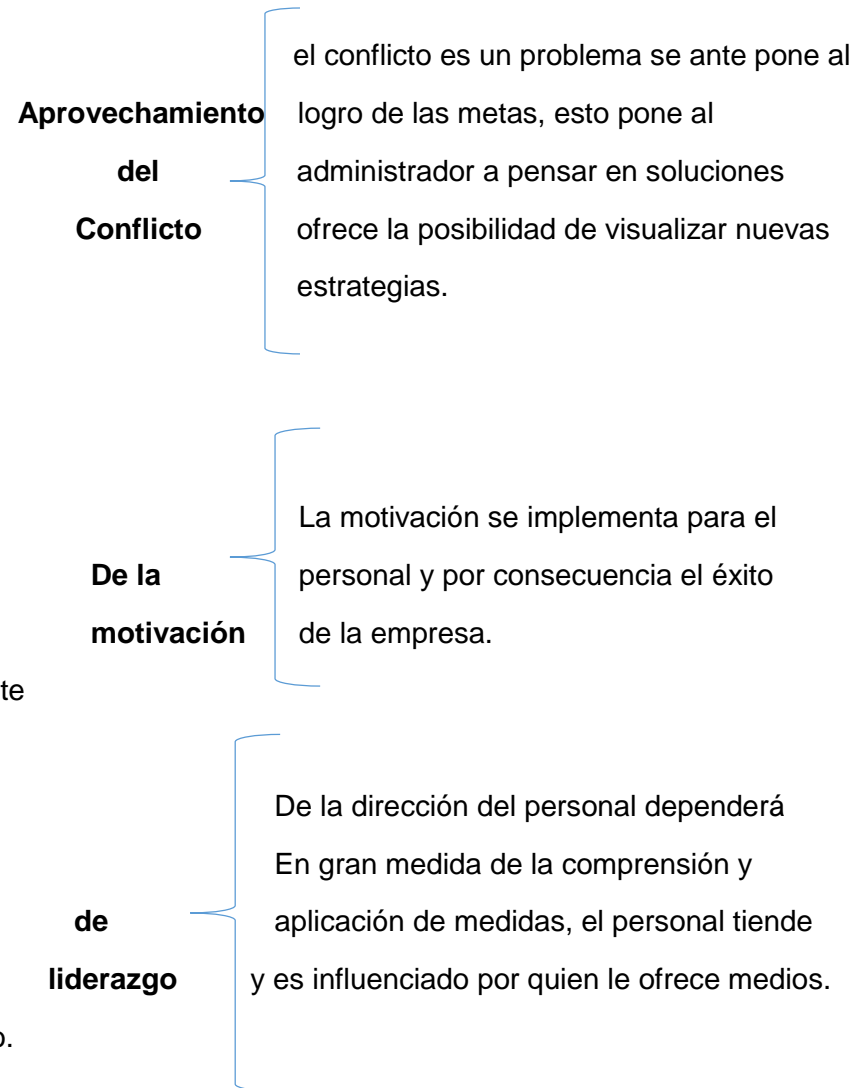 el conflicto es un problema se ante pone al
Aprovechamiento logro de las metas, esto pone al
del administrador a pensar en soluciones
Conflicto ofrece la posibilidad de visualizar nuevas
estrategias.
La motivación se implementa para el
De la personal y por consecuencia el éxito
motivación de la empresa.
te
De la dirección del personal dependerá
En gran medida de la comprensión y
de aplicación de medidas, el personal tiende
liderazgo y es influenciado por quien le ofrece medios.
o.